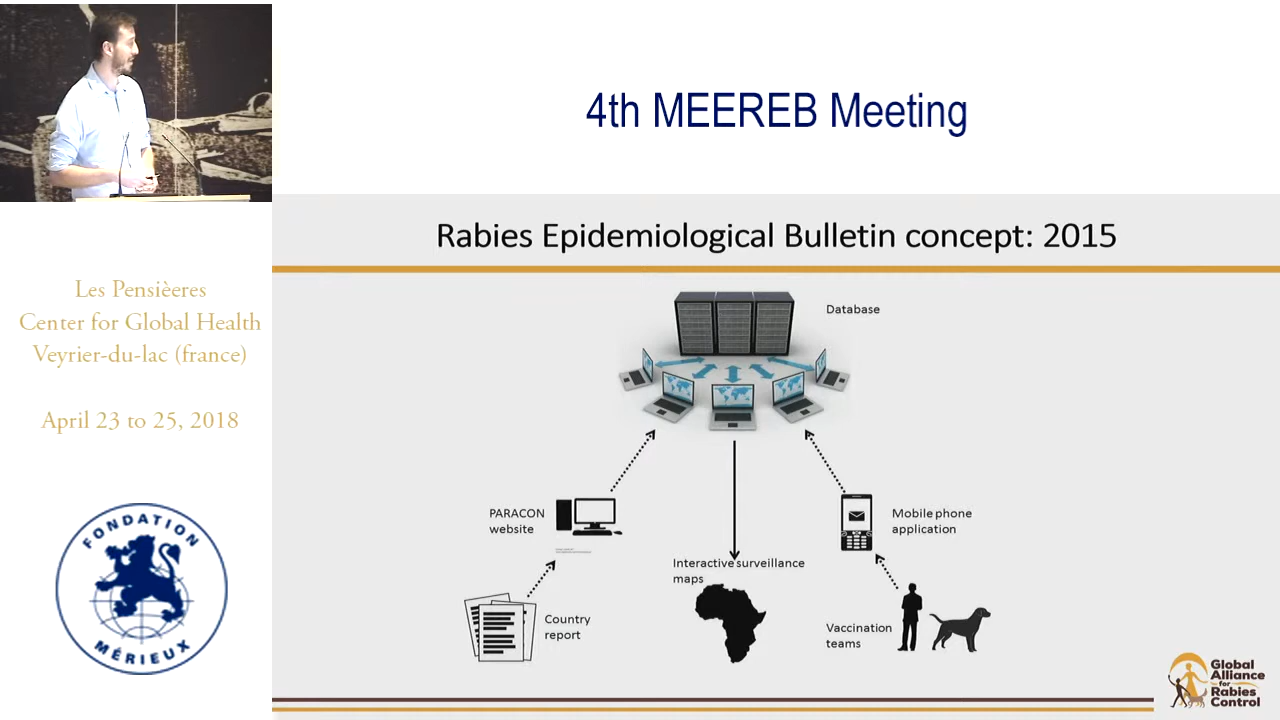 4th MEEREB Meeting
Les Pensièeres
Center for Global Health
Veyrier-du-lac (france)
April 23 to 25, 2018
FONDATION
MÉRIEUX
Rabies Epidemiological Bulletin concept: 2015
Database
PARACON
website
Mobile phone
application
Interactive surveillance
maps
Country
report
Vaccination
teams
Global
Alliance
for
Rabies
Control